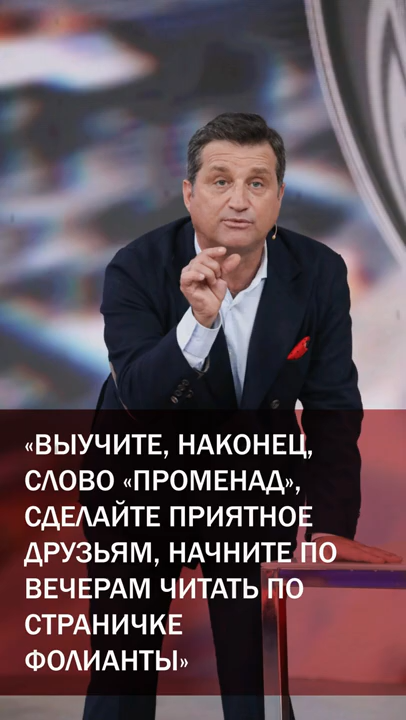 «ВЫУЧИТЕ, НАКОНЕЦ,
СЛОВО «ПРОМЕНАД»,
СДЕЛАЙТЕ ПРИЯТНОЕ
ДРУЗЬЯМ, НАЧНИТЕ ПО
ВЕЧЕРАМ ЧИТАТЬ ПО
СТРАНИЧКЕ
ФОЛИАНТЫ»